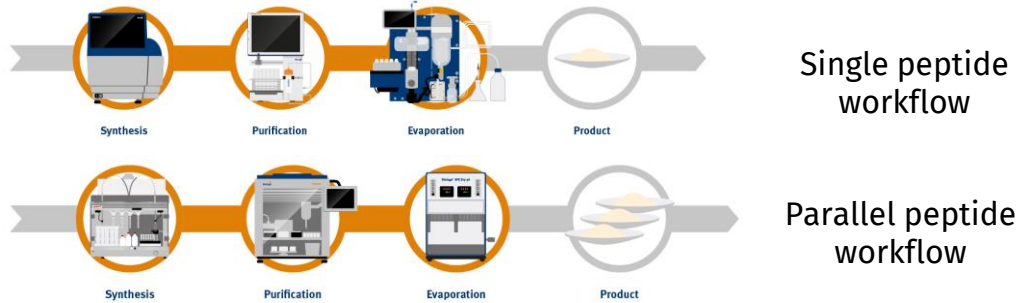 Single peptide
workflow
Synthesis
Purification
Evaporation
Product
Parallel peptide
workflow
Synthesis
Purification
Evaporation
Product